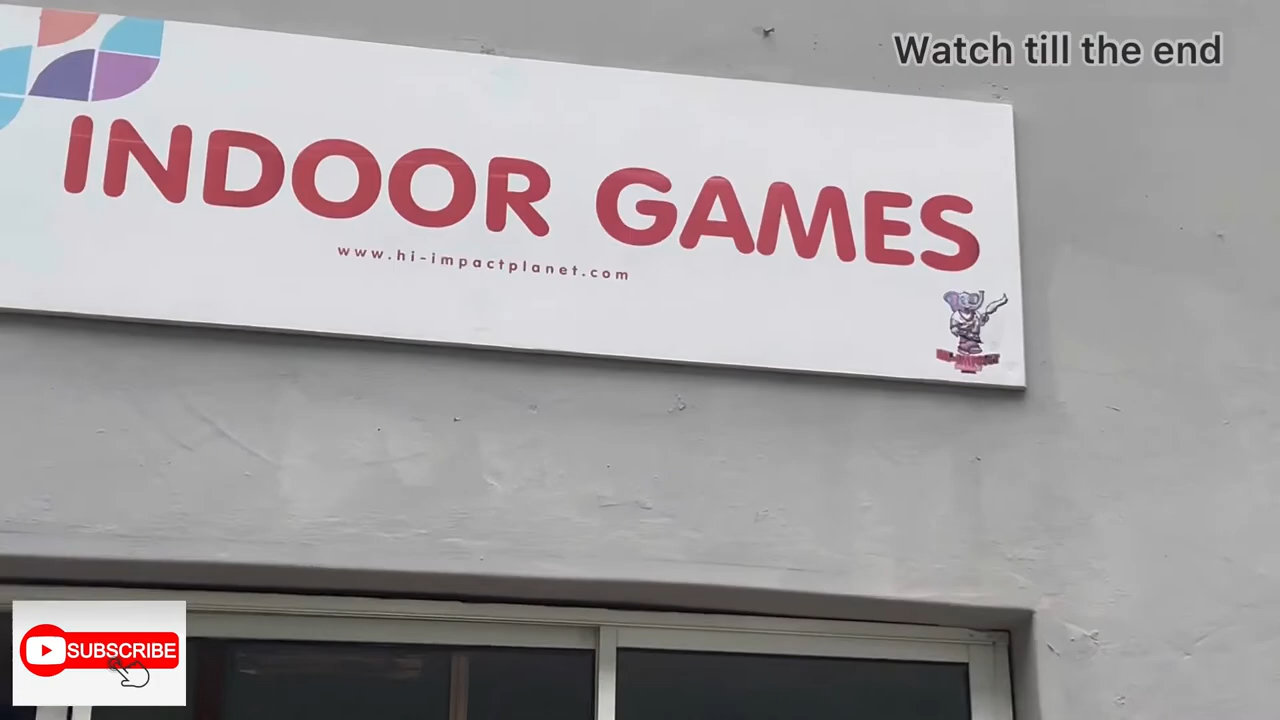 Watch till the end
INDOOR GAMES
www.hi-impactplanet.com
SUBSCRIBE